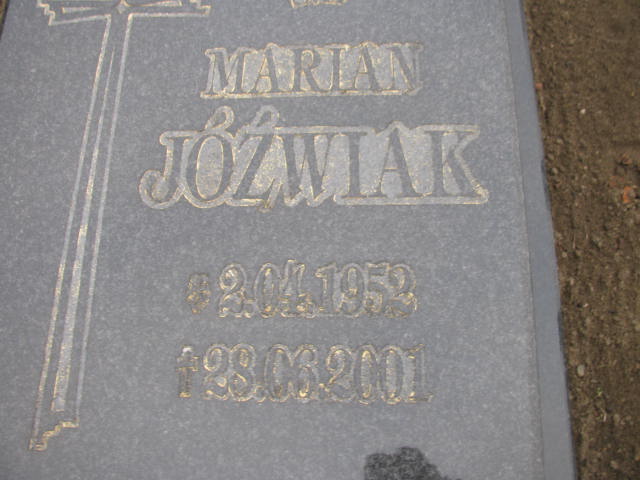 MARIAN
JÓŹWIAK
* 2.04.1952
† 28.06.2001